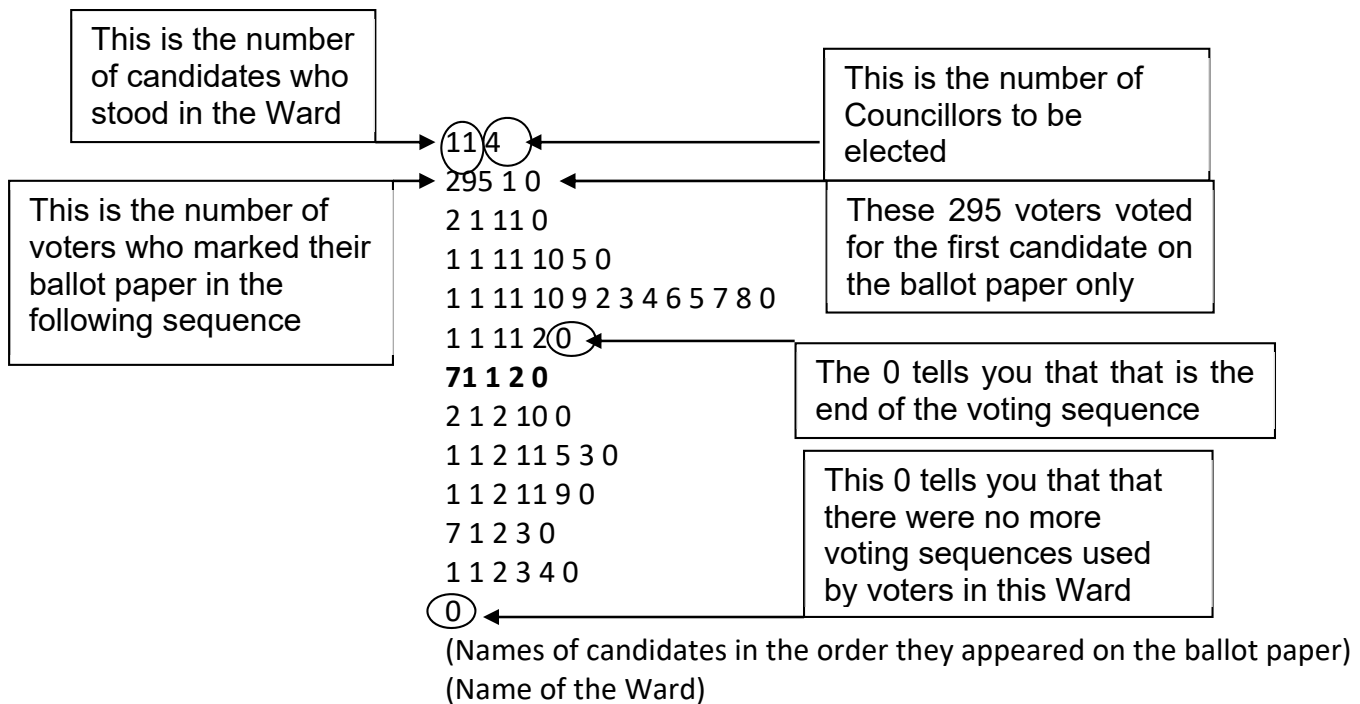 This is the number
of candidates who
stood in the Ward
This is the number of
Councillors to be
elected
11 4
295 1 0
This is the number of
voters who marked their
ballot paper in the
following sequence
These 295 voters voted
for the first candidate on
the ballot paper only
2 1 11 0
1 1 11 10 5 0
1 1 11 10 9 2 3 4 6 5 7 8 0
1 1 11 2 0
71 1 2 0
The 0 tells you that that is the
end of the voting sequence
2 1 2 10 0
1 1 2 11 5 3 0
1 1 2 11 9 0
7 1 2 3 0
1 1 2 3 4 0
This 0 tells you that that
there were no more
voting sequences used
by voters in this Ward
0
(Names of candidates in the order they appeared on the ballot paper)
(Name of the Ward)